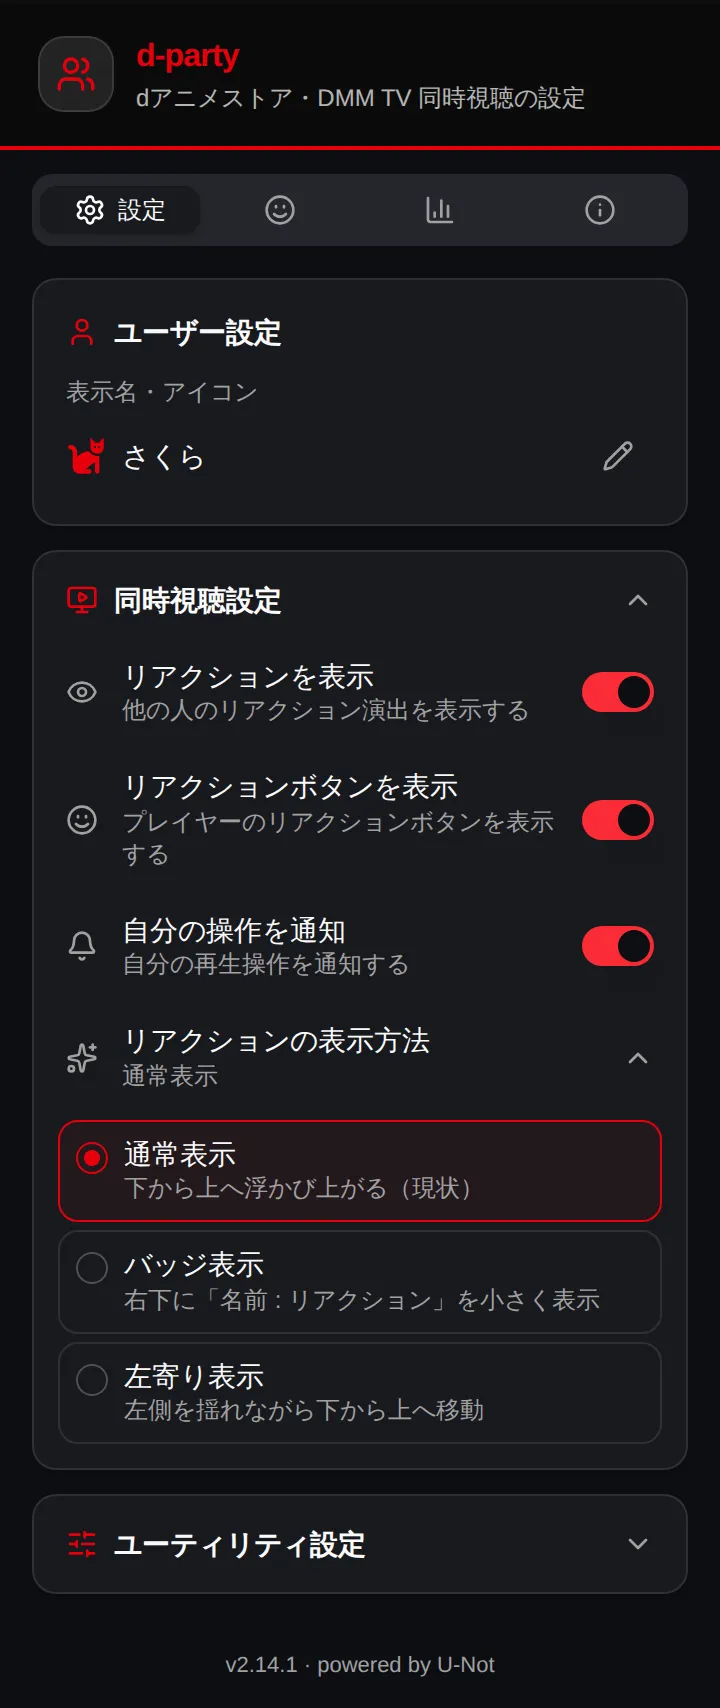 d-party
dアニメストア・DMM TV 同時視聴の設定
設定
ユーザー設定
表示名・アイコン
さくら
同時視聴設定
リアクションを表示
他の人のリアクション演出を表示する
リアクションボタンを表示
プレイヤーのリアクションボタンを表示
する
自分の操作を通知
自分の再生操作を通知する
リアクションの表示方法
通常表示
通常表示
下から上へ浮かび上がる（現状）
バッジ表示
右下に「名前 : リアクション」を小さく表示
左寄り表示
左側を揺れながら下から上へ移動
ユーティリティ設定
v2.14.1 · powered by U-Not